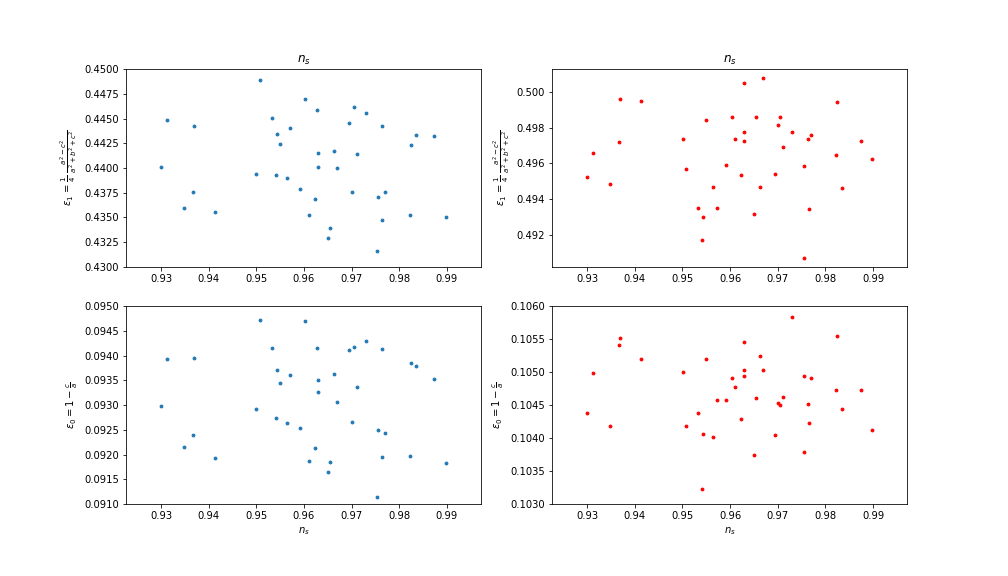 n_s
n_s
0.4500
0.4475
0.4450
0.4425
0.4400
0.4375
0.4350
0.4325
0.4300
ε₁ = 1/4 √(a² − c² / a² + b² + c²)
0.93 0.94 0.95 0.96 0.97 0.98 0.99
0.500
0.498
0.496
0.494
0.492
ε₁ = 1/4 √(a² − c² / a² + b² + c²)
0.93 0.94 0.95 0.96 0.97 0.98 0.99
0.0950
0.0945
0.0940
0.0935
0.0930
0.0925
0.0920
0.0915
0.0910
ε₀ = 1 − c/a
0.93 0.94 0.95 0.96 0.97 0.98 0.99
n_s
0.1060
0.1055
0.1050
0.1045
0.1040
0.1035
0.1030
ε₀ = 1 − c/a
0.93 0.94 0.95 0.96 0.97 0.98 0.99
n_s